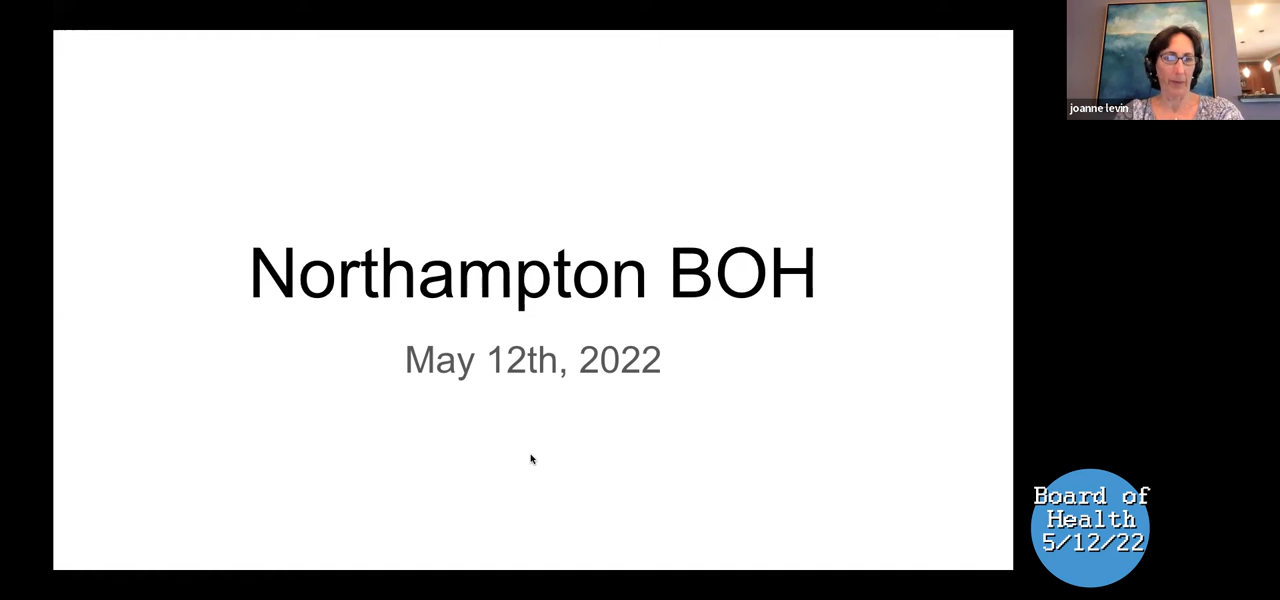 joanne levin
Northampton BOH
May 12th, 2022
Board of
Health
5/12/22